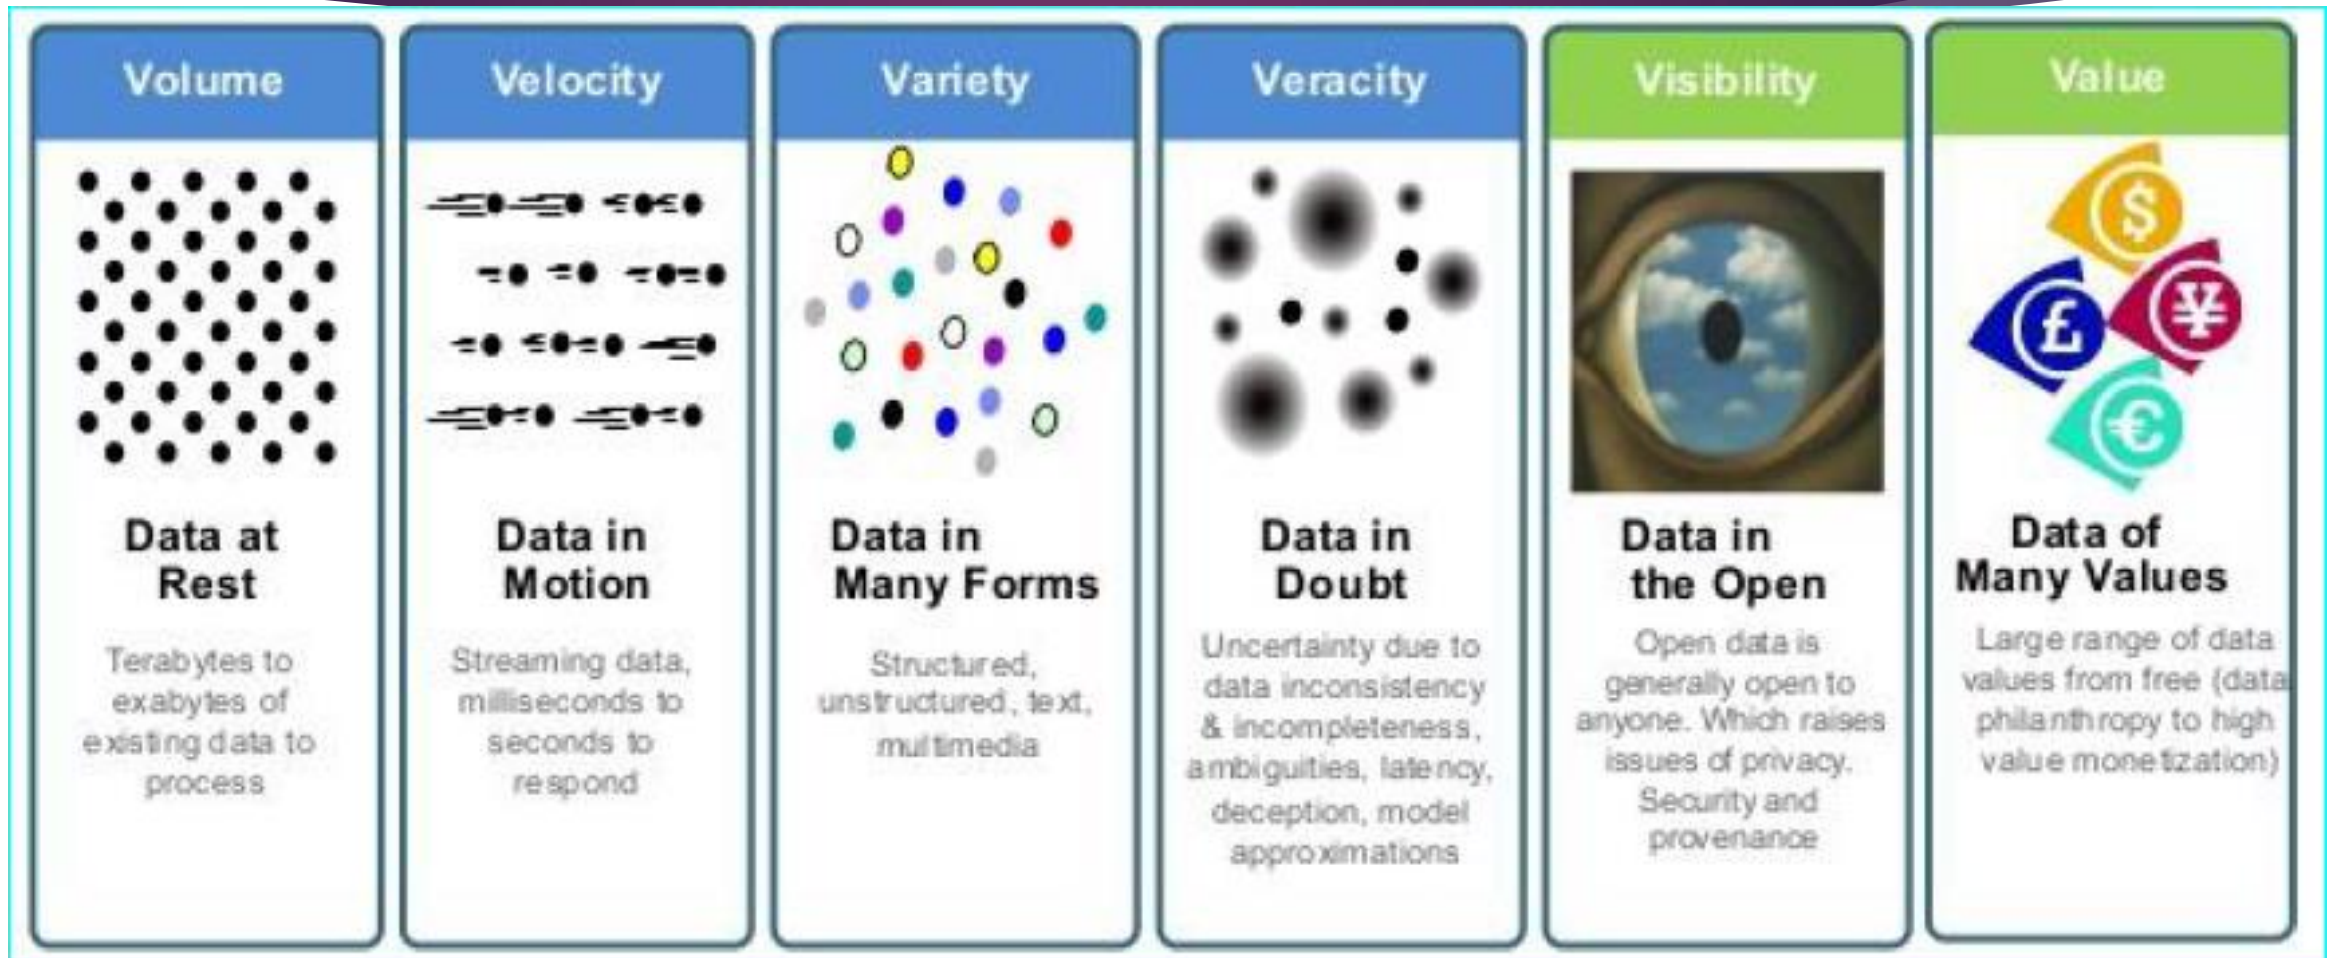 Volume
Data at
Rest
Terabytes to
exabytes of
existing data to
process
Velocity
Data in
Motion
Streaming data,
milliseconds to
seconds to
respond
Variety
Data in
Many Forms
Structured,
unstructured, text,
multimedia
Veracity
Data in
Doubt
Uncertainty due to
data inconsistency
& incompleteness,
ambiguities, latency,
deception, model
approximations
Visibility
Data in
the Open
Open data is
generally open to
anyone. Which raises
issues of privacy.
Security and
provenance
Value
$
£
¥
€
Data of
Many Values
Large range of data
values from free (data
philanthropy to high
value monetization)